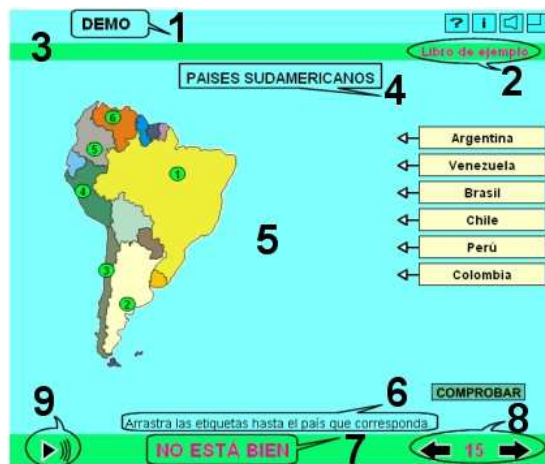 DEMO
1
? i
3
Libro de ejemplo
2
PAISES SUDAMERICANOS
4
6
5
1
4
3
2
5
Argentina
Venezuela
Brasil
Chile
Perú
Colombia
6
COMPROBAR
9
8
Arrastra las etiquetas hasta el país que corresponda
NO ESTÁ BIEN
7
15